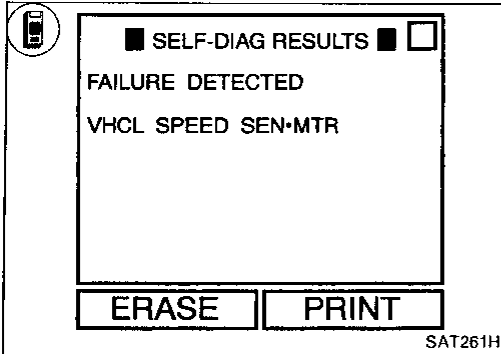 SELF-DIAG RESULTS
FAILURE DETECTED
VHCL SPEED SEN·MTR
ERASE PRINT
SAT261H